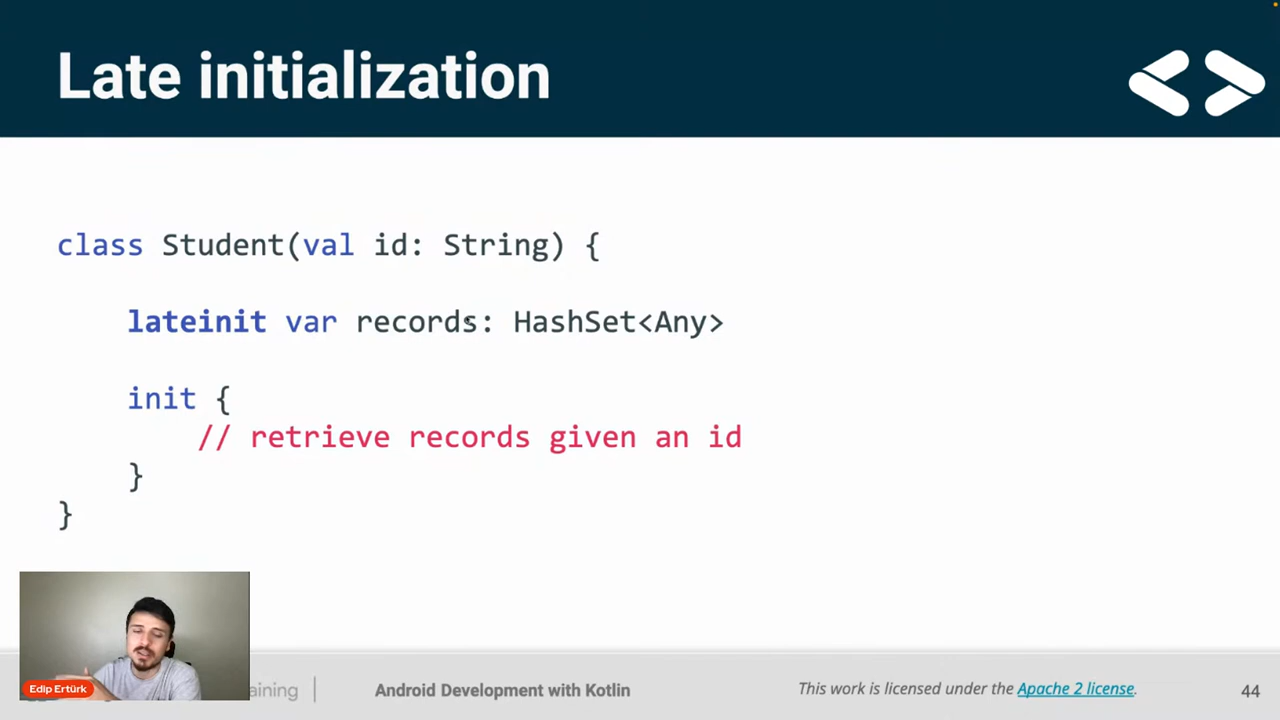 Late initialization
class Student(val id: String) {
lateinit var records: HashSet<Any>
init {
// retrieve records given an id
}
}
Edip Ertürk
Android Development with Kotlin
This work is licensed under the Apache 2 license.
44